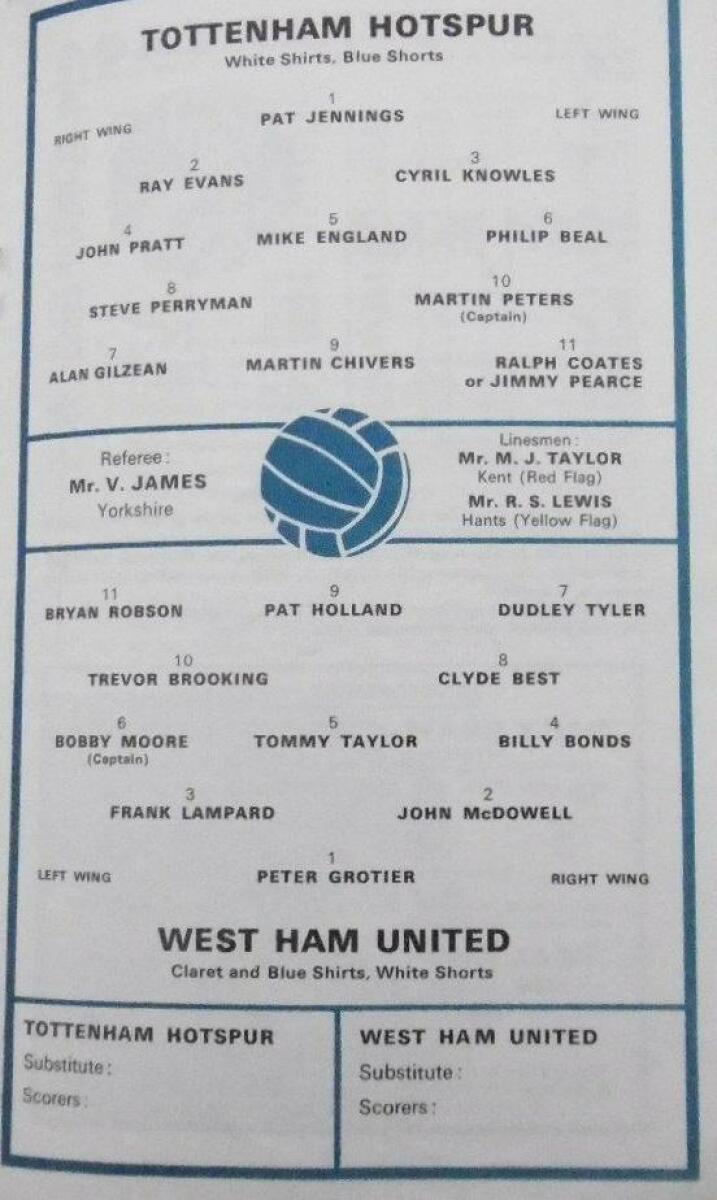 TOTTENHAM HOTSPUR
White Shirts, Blue Shorts
1
RIGHT WING PAT JENNINGS LEFT WING
2 3
RAY EVANS CYRIL KNOWLES
4 5 6
JOHN PRATT MIKE ENGLAND PHILIP BEAL
8 10
STEVE PERRYMAN MARTIN PETERS
(Captain)
7 9 11
ALAN GILZEAN MARTIN CHIVERS RALPH COATES
or JIMMY PEARCE
Referee:
Mr. V. JAMES
Yorkshire
Linesmen:
Mr. M. J. TAYLOR
Kent (Red Flag)
Mr. R. S. LEWIS
Hants (Yellow Flag)
11 9 7
BRYAN ROBSON PAT HOLLAND DUDLEY TYLER
10 8
TREVOR BROOKING CLYDE BEST
6 5 4
BOBBY MOORE TOMMY TAYLOR BILLY BONDS
(Captain)
3 2
FRANK LAMPARD JOHN McDOWELL
1
LEFT WING PETER GROTIER RIGHT WING
WEST HAM UNITED
Claret and Blue Shirts, White Shorts
TOTTENHAM HOTSPUR
Substitute:
Scorers:
WEST HAM UNITED
Substitute:
Scorers: